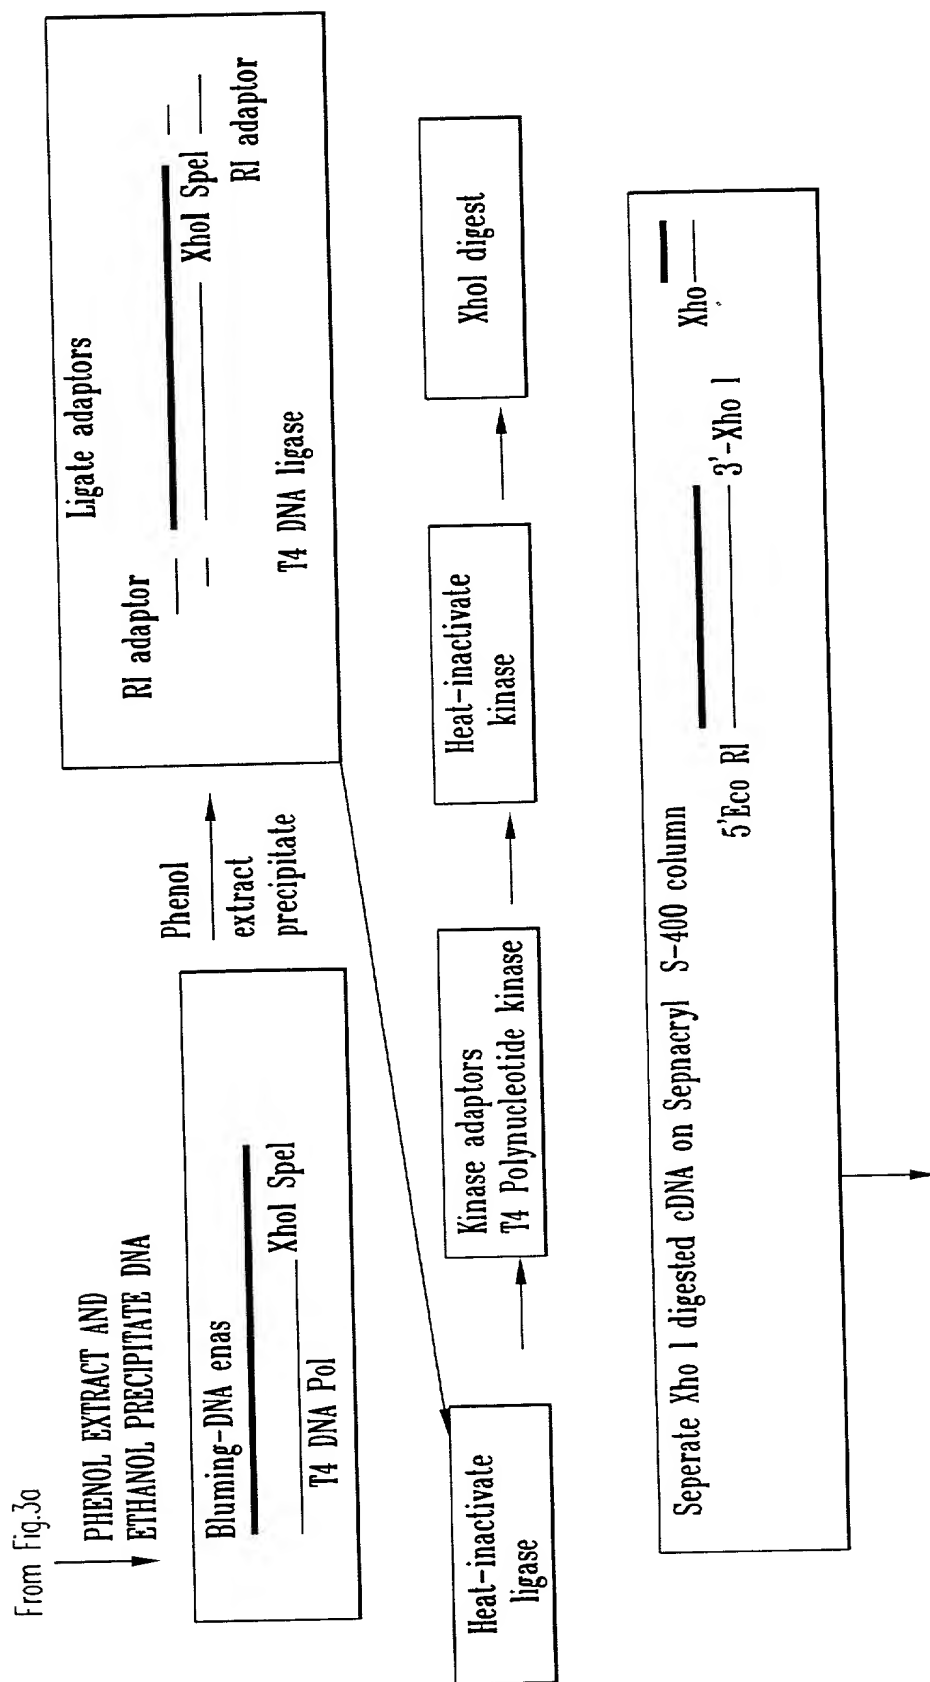 From Fig.3a
PHENOL EXTRACT AND
ETHANOL PRECIPITATE DNA
Bluming-DNA enas
XhoI SpeI
T4 DNA Pol
Phenol
extract
precipitate
Ligate adaptors
RI adaptor
XhoI SpeI
RI adaptor
T4 DNA ligase
Heat-inactivate
ligase
Kinase adaptors
T4 Polynucleotide kinase
Heat-inactivate
kinase
XhoI digest
Seperate Xho I digested cDNA on Sepnacryl S-400 column
5'Eco RI
3'-Xho I
Xho